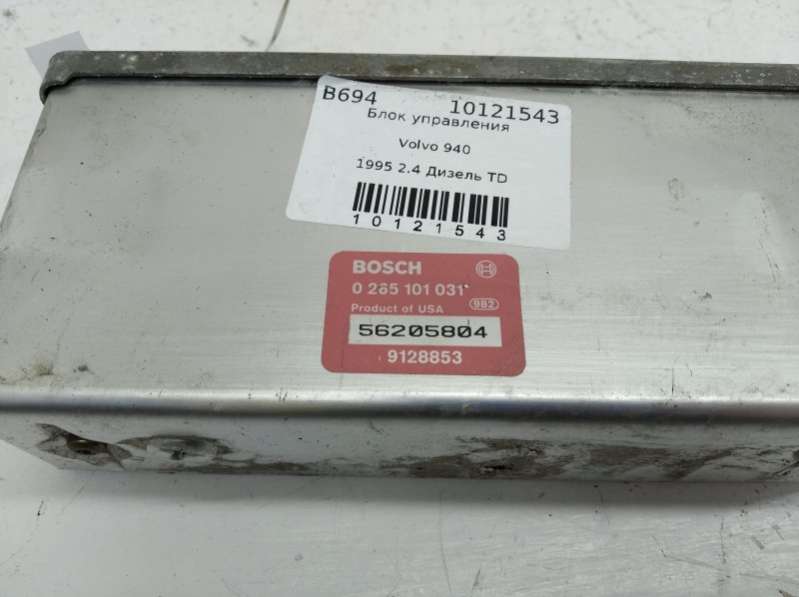 B694 10121543
Блок управления
Volvo 940
1995 2.4 Дизель TD
10121543
BOSCH
0 265 101 031
Product of USA 982
56205804
9128853